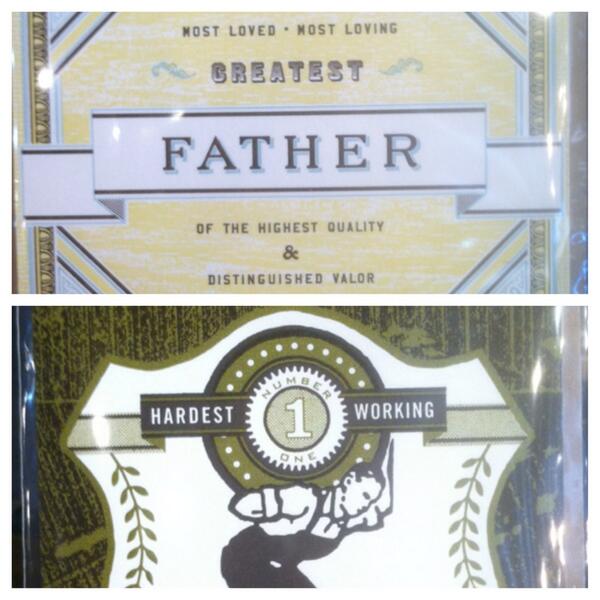 MOST LOVED · MOST LOVING
GREATEST
FATHER
OF THE HIGHEST QUALITY
&
DISTINGUISHED VALOR
HARDEST NUMBER 1 ONE WORKING